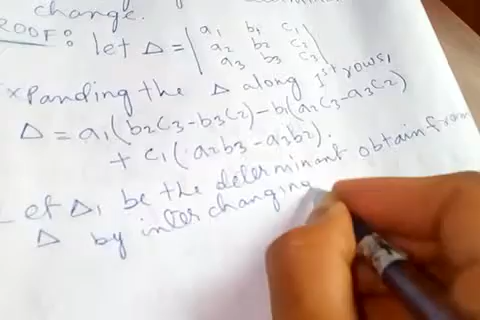 change.
PROOF: let Δ = | a1 b1 c1
a2 b2 c2
a3 b3 c3 |
Expanding the Δ along 1st rows,
Δ = a1(b2c3-b3c2)-b1(a2c3-a3c2)
+ c1(a2b3-a3b2).
Let Δ1 be the determinant obtain from
Δ by interchanging